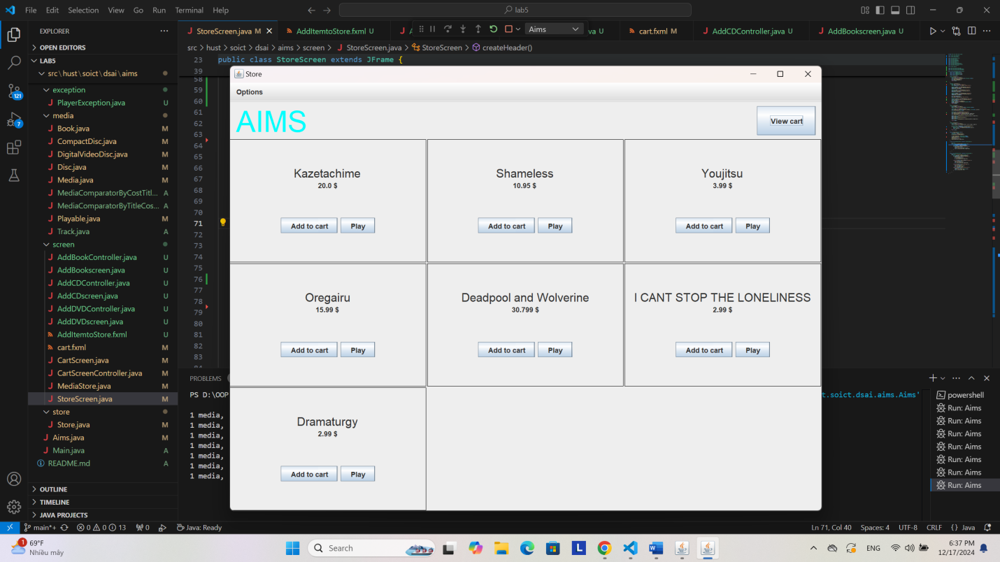 File Edit Selection View Go Run Terminal Help
lab5
EXPLORER
OPEN EDITORS
LAB5
src\hust\soict\dsai\aims
exception
PlayerException.java U
media
Book.java M
CompactDisc.java M
DigitalVideoDisc.java M
Disc.java M
Media.java M
MediaComparatorByCostTitl... A
MediaComparatorByTitleCos... A
Playable.java M
Track.java A
screen
AddBookController.java U
AddBookscreen.java U
AddCDController.java U
AddCDscreen.java U
AddDVDController.java U
AddDVDscreen.java U
AddItemtoStore.fxml U
cart.fxml M
CartScreen.java M
CartScreenController.java M
MediaStore.java M
StoreScreen.java M
store
Store.java M
Aims.java M
Main.java A
README.md A
OUTLINE
TIMELINE
JAVA PROJECTS
121
7
StoreScreen.java M
AddItemtoStore.fxml U
Aims
va U
cart.fxml M
AddCDController.java U
AddBookscreen.java U
src > hust > soict > dsai > aims > screen > StoreScreen.java > StoreScreen > createHeader()
23 public class StoreScreen extends JFrame {
39
58
59
60
61
62
63
64
65
66
67
68
69
70
71
72
73
74
75
76
77
78
79
80
81
82
83
Store
Options
AIMS
View cart
Kazetachime
20.0 $
Add to cart Play
Shameless
10.95 $
Add to cart Play
Youjitsu
3.99 $
Add to cart Play
Oregairu
15.99 $
Add to cart Play
Deadpool and Wolverine
30.799 $
Add to cart Play
I CANT STOP THE LONELINESS
2.99 $
Add to cart Play
Dramaturgy
2.99 $
Add to cart Play
PROBLEMS
PS D:\OOP
t.soict.dsai.aims.Aims'
1 media,
1 media,
1 media,
1 media,
1 media,
1 media,
1 media,
powershell
Run: Aims
Run: Aims
Run: Aims
Run: Aims
Run: Aims
Run: Aims
Run: Aims
main*+ 0 0 13 0 Java: Ready
Ln 71, Col 40 Spaces: 4 UTF-8 CRLF {} Java
1
69°F
Nhiều mây
Search
ENG
6:37 PM
12/17/2024